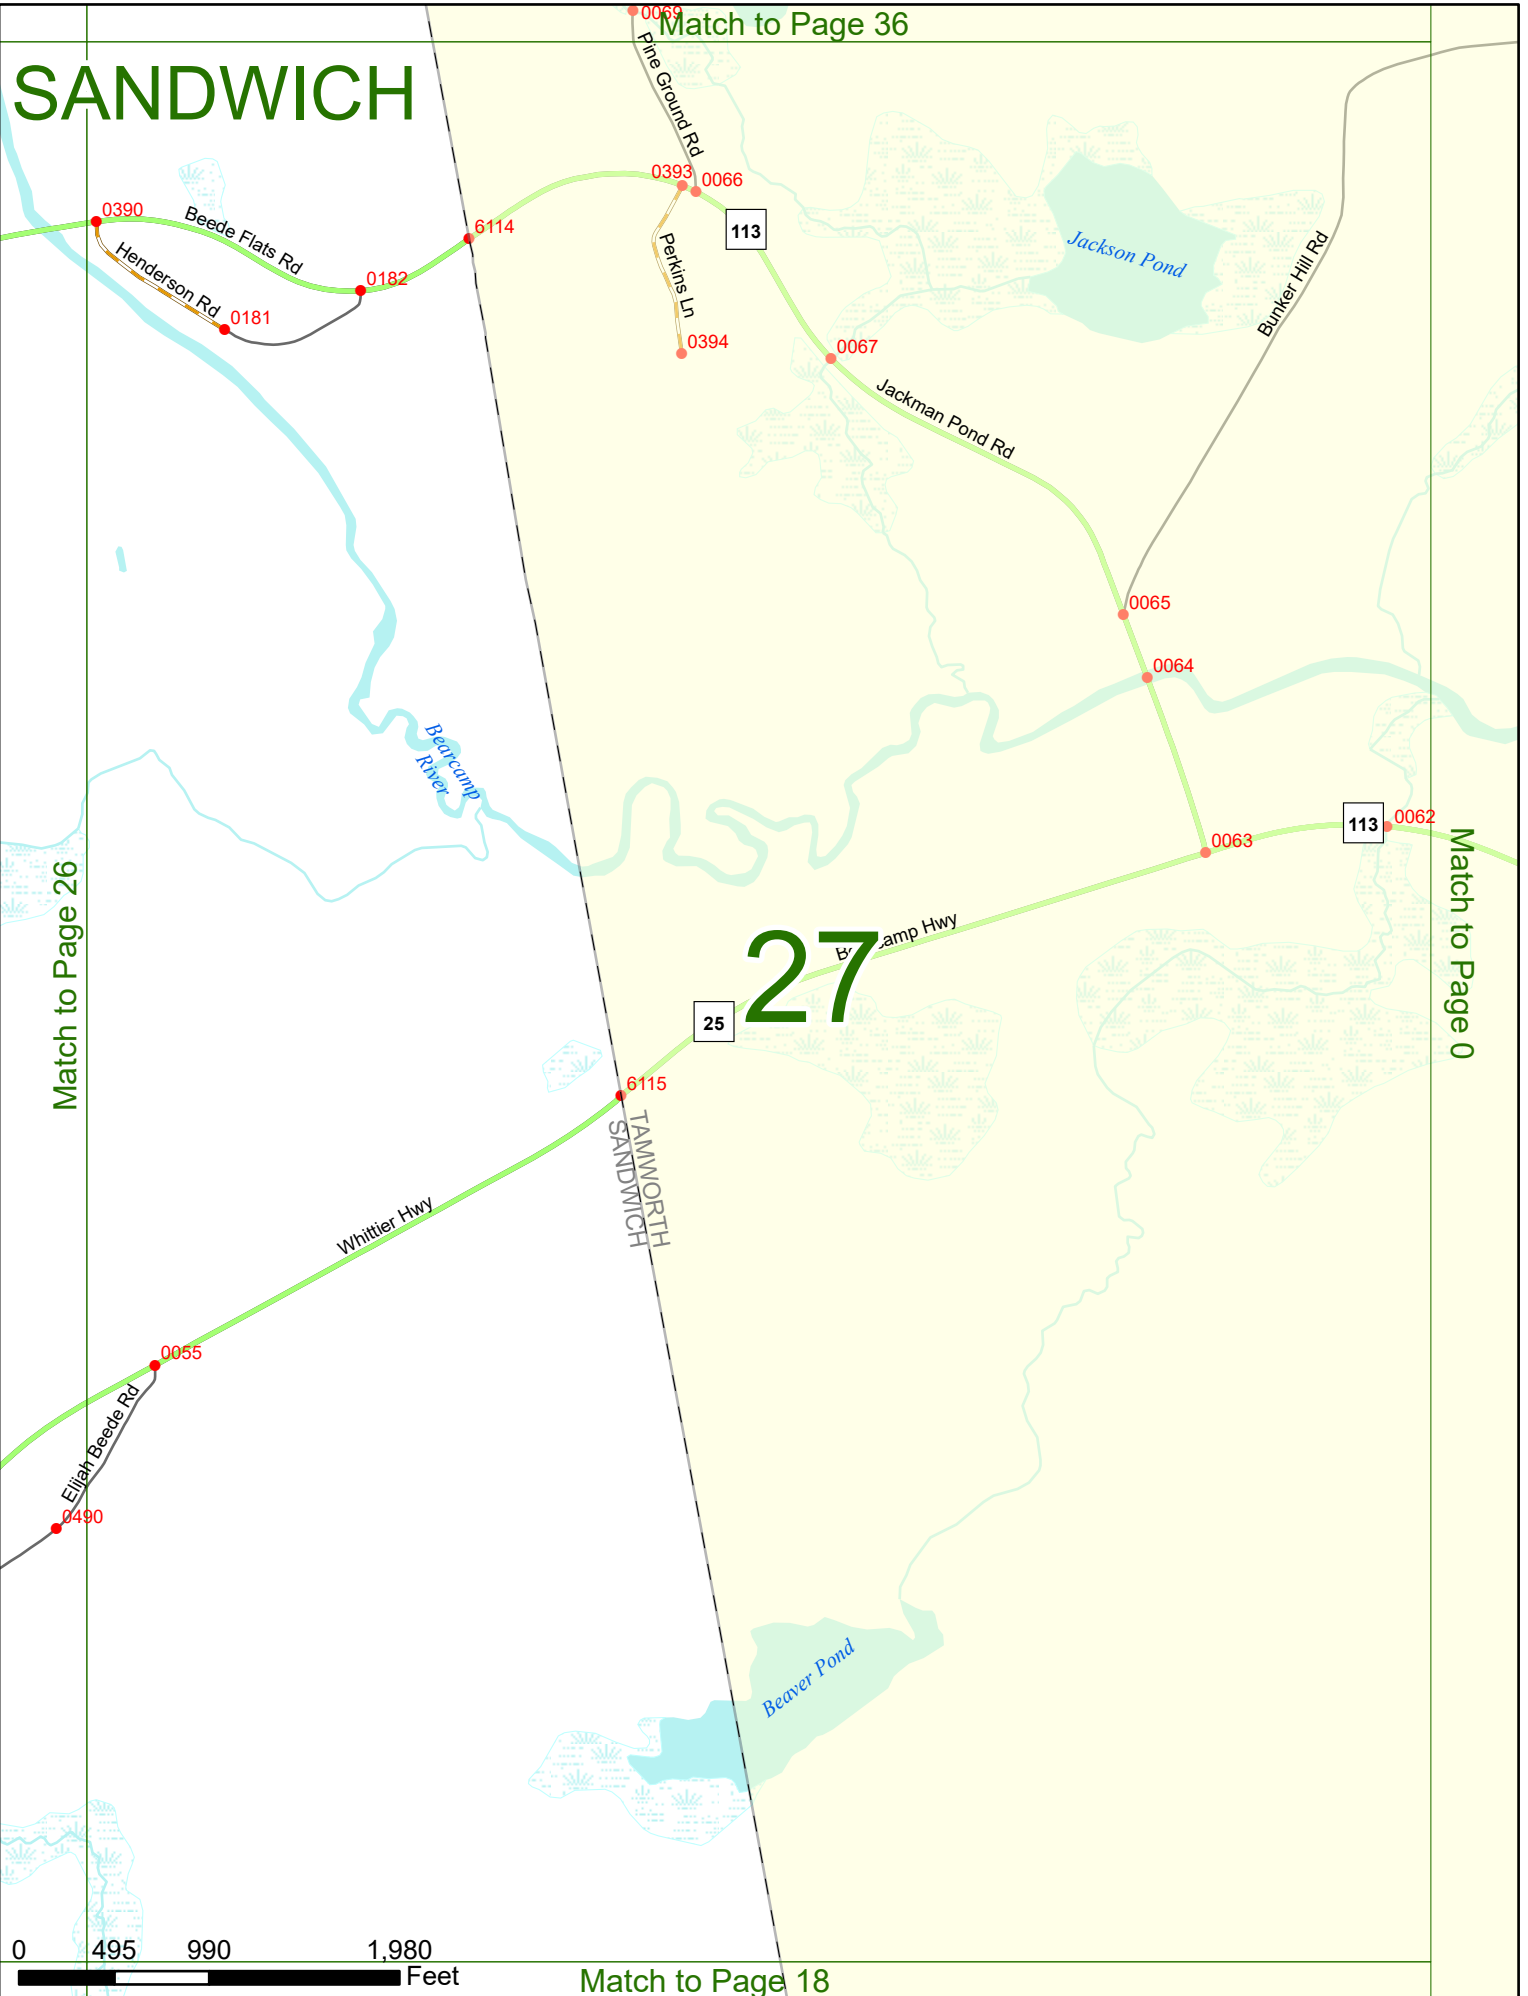 0069
Match to Page 36
SANDWICH
Pine Ground Rd
0393
0066
0390
Beede Flats Rd
6114
113
Jackson Pond
Bunker Hill Rd
Henderson Rd
0182
Perkins Ln
0181
0394
0067
Jackman Pond Rd
0065
0064
Bearcamp
River
113
0062
0063
Match to Page 26
Match to Page 0
27
Hwy
25
6115
TAMWORTH
SANDWICH
Whittier Hwy
0055
Elijah Beede Rd
0490
Beaver Pond
0 495 990 1,980
Feet
Match to Page 18